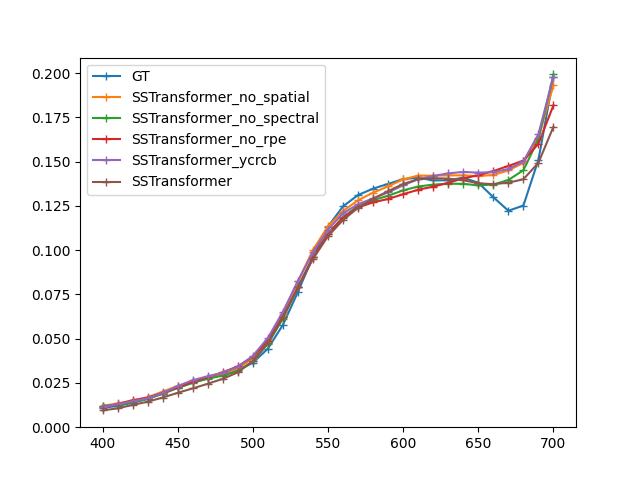 0.200
0.175
0.150
0.125
0.100
0.075
0.050
0.025
0.000
GT
SSTransformer_no_spatial
SSTransformer_no_spectral
SSTransformer_no_rpe
SSTransformer_ycrcb
SSTransformer
400 450 500 550 600 650 700